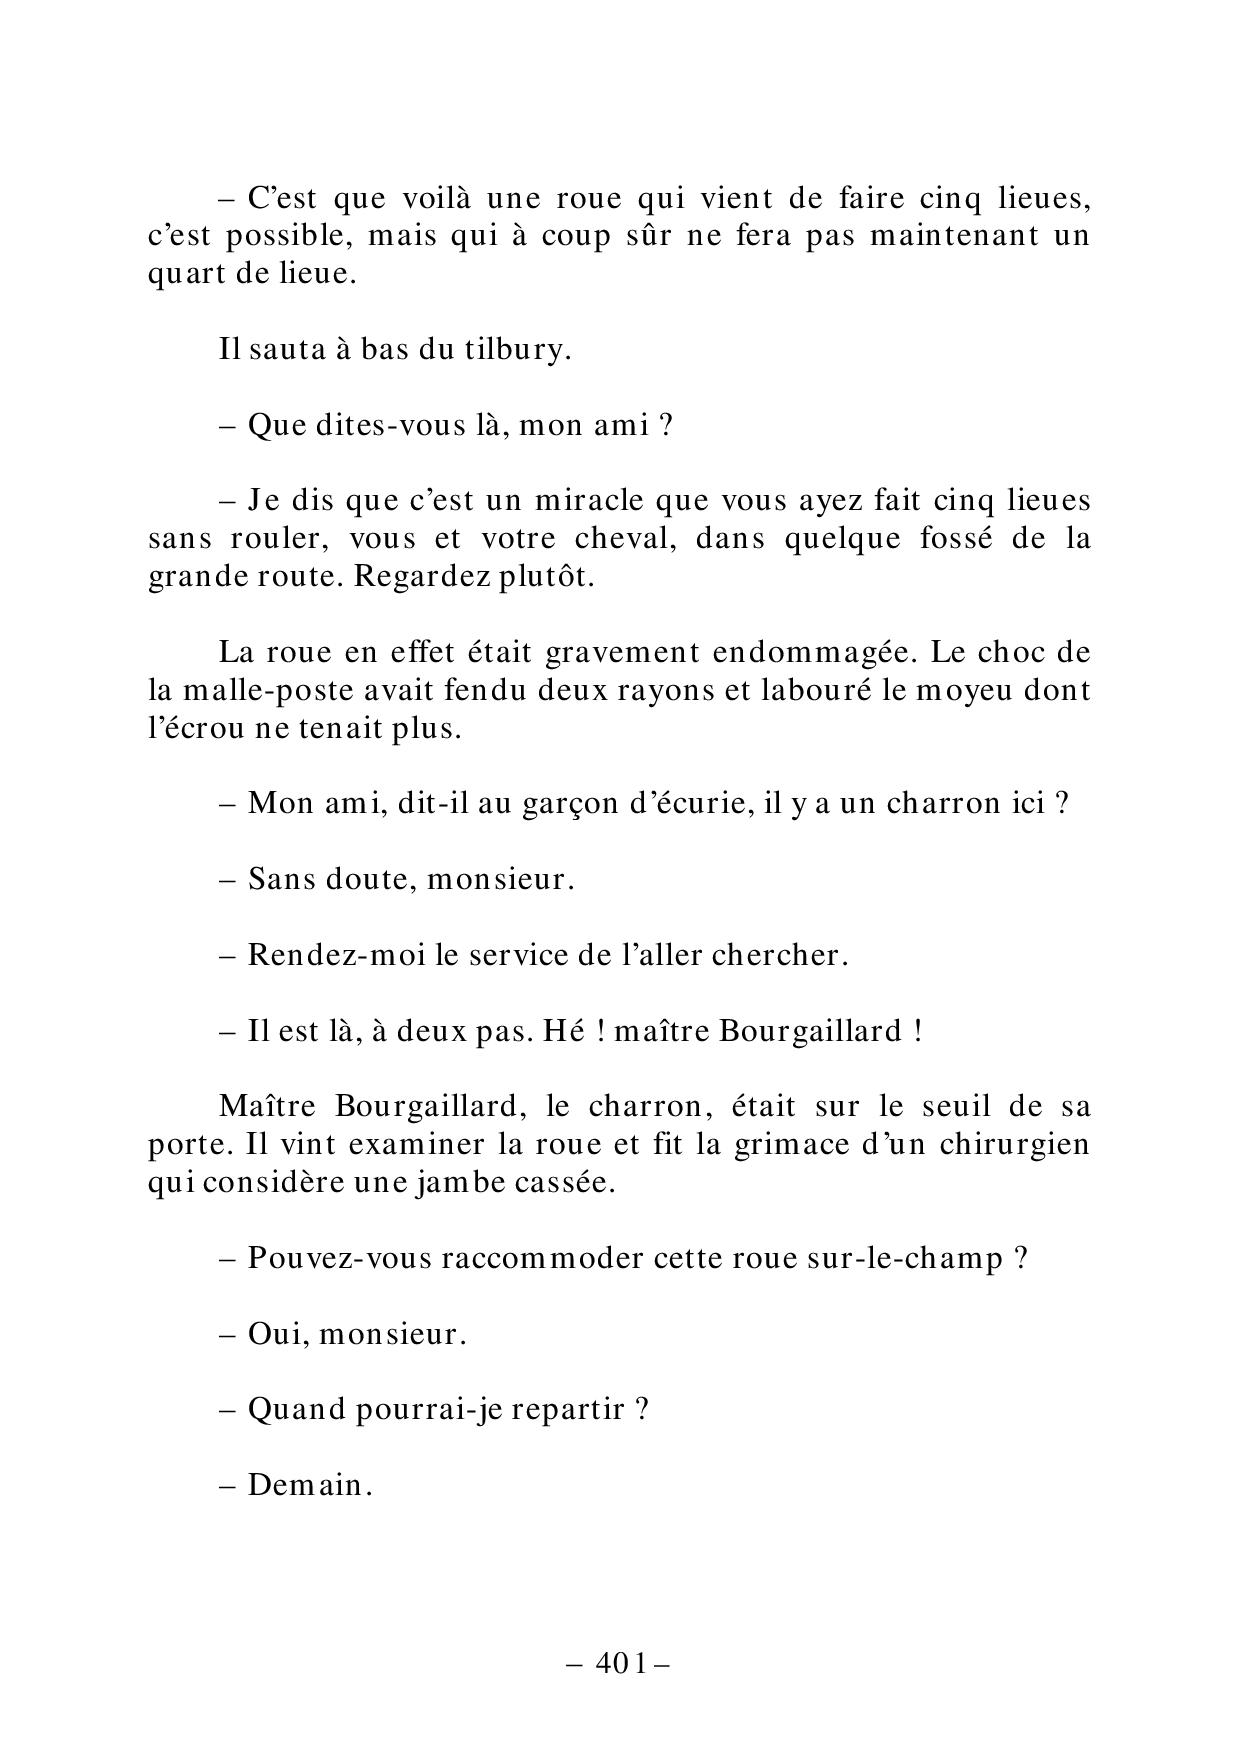 – C’est que voilà une roue qui vient de faire cinq lieues,
c’est possible, mais qui à coup sûr ne fera pas maintenant un
quart de lieue.
Il sauta à bas du tilbury.
– Que dites-vous là, mon ami ?
– Je dis que c’est un miracle que vous ayez fait cinq lieues
sans rouler, vous et votre cheval, dans quelque fossé de la
grande route. Regardez plutôt.
La roue en effet était gravement endommagée. Le choc de
la malle-poste avait fendu deux rayons et labouré le moyeu dont
l’écrou ne tenait plus.
– Mon ami, dit-il au garçon d’écurie, il y a un charron ici ?
– Sans doute, monsieur.
– Rendez-moi le service de l’aller chercher.
– Il est là, à deux pas. Hé ! maître Bourgaillard !
Maître Bourgaillard, le charron, était sur le seuil de sa
porte. Il vint examiner la roue et fit la grimace d’un chirurgien
qui considère une jambe cassée.
– Pouvez-vous raccommoder cette roue sur-le-champ ?
– Oui, monsieur.
– Quand pourrai-je repartir ?
– Demain.
– 401 –